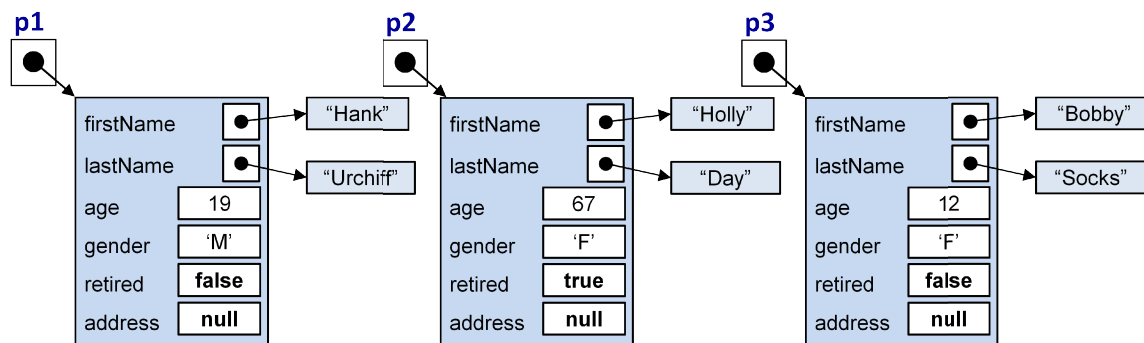 p1 p2 p3
firstName “Hank” firstName “Holly” firstName “Bobby”
lastName “Urchiff” lastName “Day” lastName “Socks”
age 19 age 67 age 12
gender ‘M’ gender ‘F’ gender ‘F’
retired false retired true retired false
address null address null address null